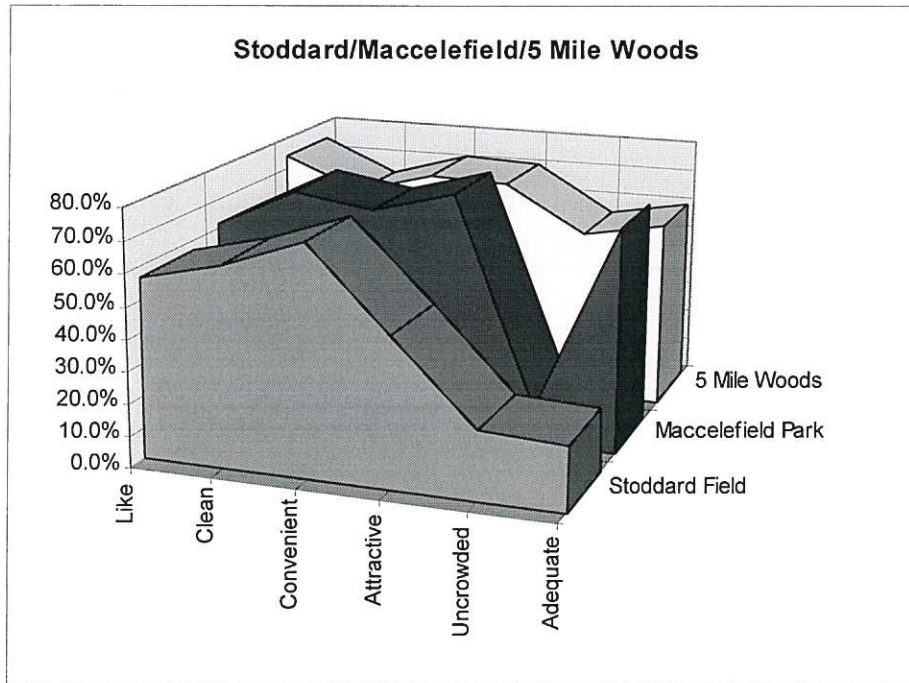 Stoddard/Maccelefield/5 Mile Woods
80.0%
70.0%
60.0%
50.0%
40.0%
30.0%
20.0%
10.0%
0.0%
Like
Clean
Convenient
Attractive
Uncrowded
Adequate
5 Mile Woods
Maccelefield Park
Stoddard Field